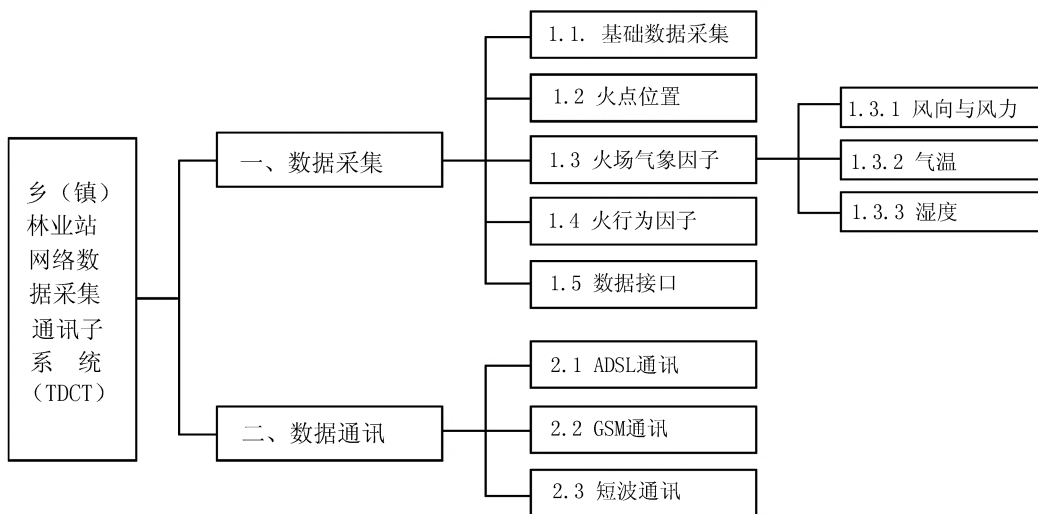 乡（镇）
林业站
网络数
据采集
通讯子
系 统
（TDCT）
一、数据采集
1.1. 基础数据采集
1.2 火点位置
1.3 火场气象因子
1.3.1 风向与风力
1.3.2 气温
1.3.3 湿度
1.4 火行为因子
1.5 数据接口
二、数据通讯
2.1 ADSL通讯
2.2 GSM通讯
2.3 短波通讯